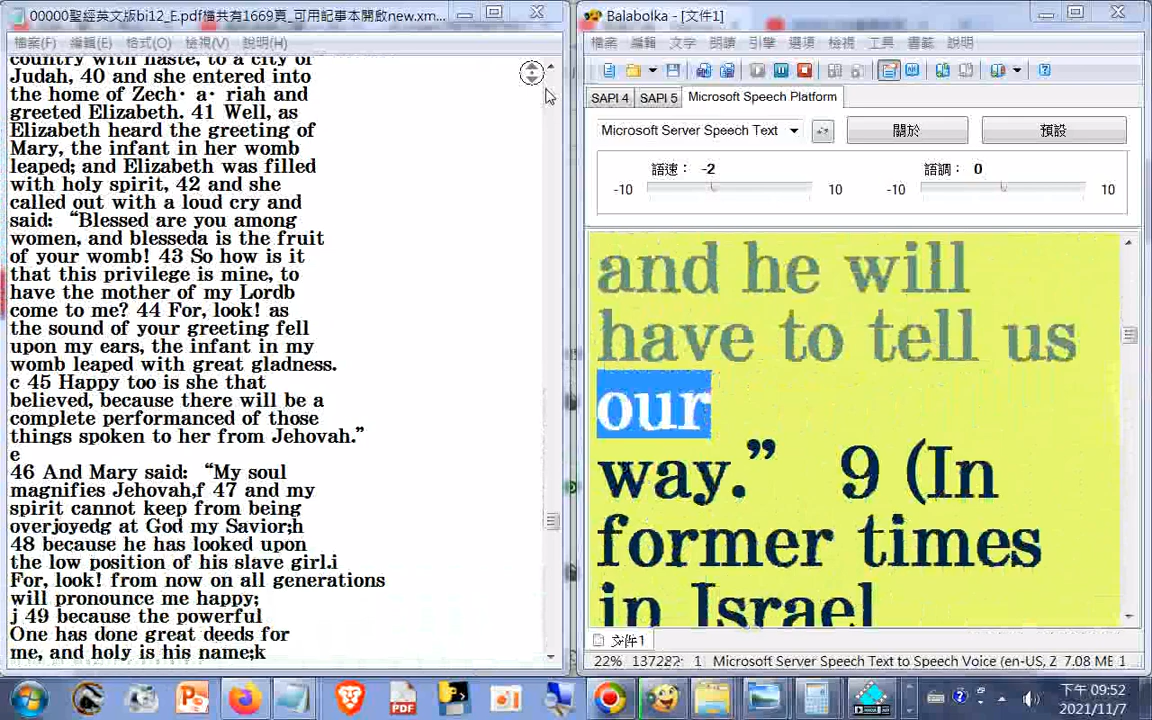 00000聖經英文版bi12_E.pdf檔共有1669頁_可用記事本開啟new.xm...
檔案(F) 編輯(E) 格式(O) 檢視(V) 說明(H)
country with haste, to a city of
Judah, 40 and she entered into
the home of Zech· a· riah and
greeted Elizabeth. 41 Well, as
Elizabeth heard the greeting of
Mary, the infant in her womb
leaped; and Elizabeth was filled
with holy spirit, 42 and she
called out with a loud cry and
said: “Blessed are you among
women, and blesseda is the fruit
of your womb! 43 So how is it
that this privilege is mine, to
have the mother of my Lordb
come to me? 44 For, look! as
the sound of your greeting fell
upon my ears, the infant in my
womb leaped with great gladness.
c 45 Happy too is she that
believed, because there will be a
complete performanced of those
things spoken to her from Jehovah.”
e
46 And Mary said: “My soul
magnifies Jehovah,f 47 and my
spirit cannot keep from being
overjoyedg at God my Savior;h
48 because he has looked upon
the low position of his slave girl.i
For, look! from now on all generations
will pronounce me happy;
j 49 because the powerful
One has done great deeds for
me, and holy is his name;k
Balabolka - [文件1]
檔案 編輯 文字 朗讀 引擎 選項 檢視 工具 書籤 說明
SAPI 4 SAPI 5 Microsoft Speech Platform
Microsoft Server Speech Text 關於 預設
語速： -2 語調： 0
-10 10 -10 10
and he will
have to tell us
our
way.” 9 (In
former times
in Israel
文件1
22% 137282: 1 Microsoft Server Speech Text to Speech Voice (en-US, Z 7.08 MB 1
PDF
下午 09:52
2021/11/7